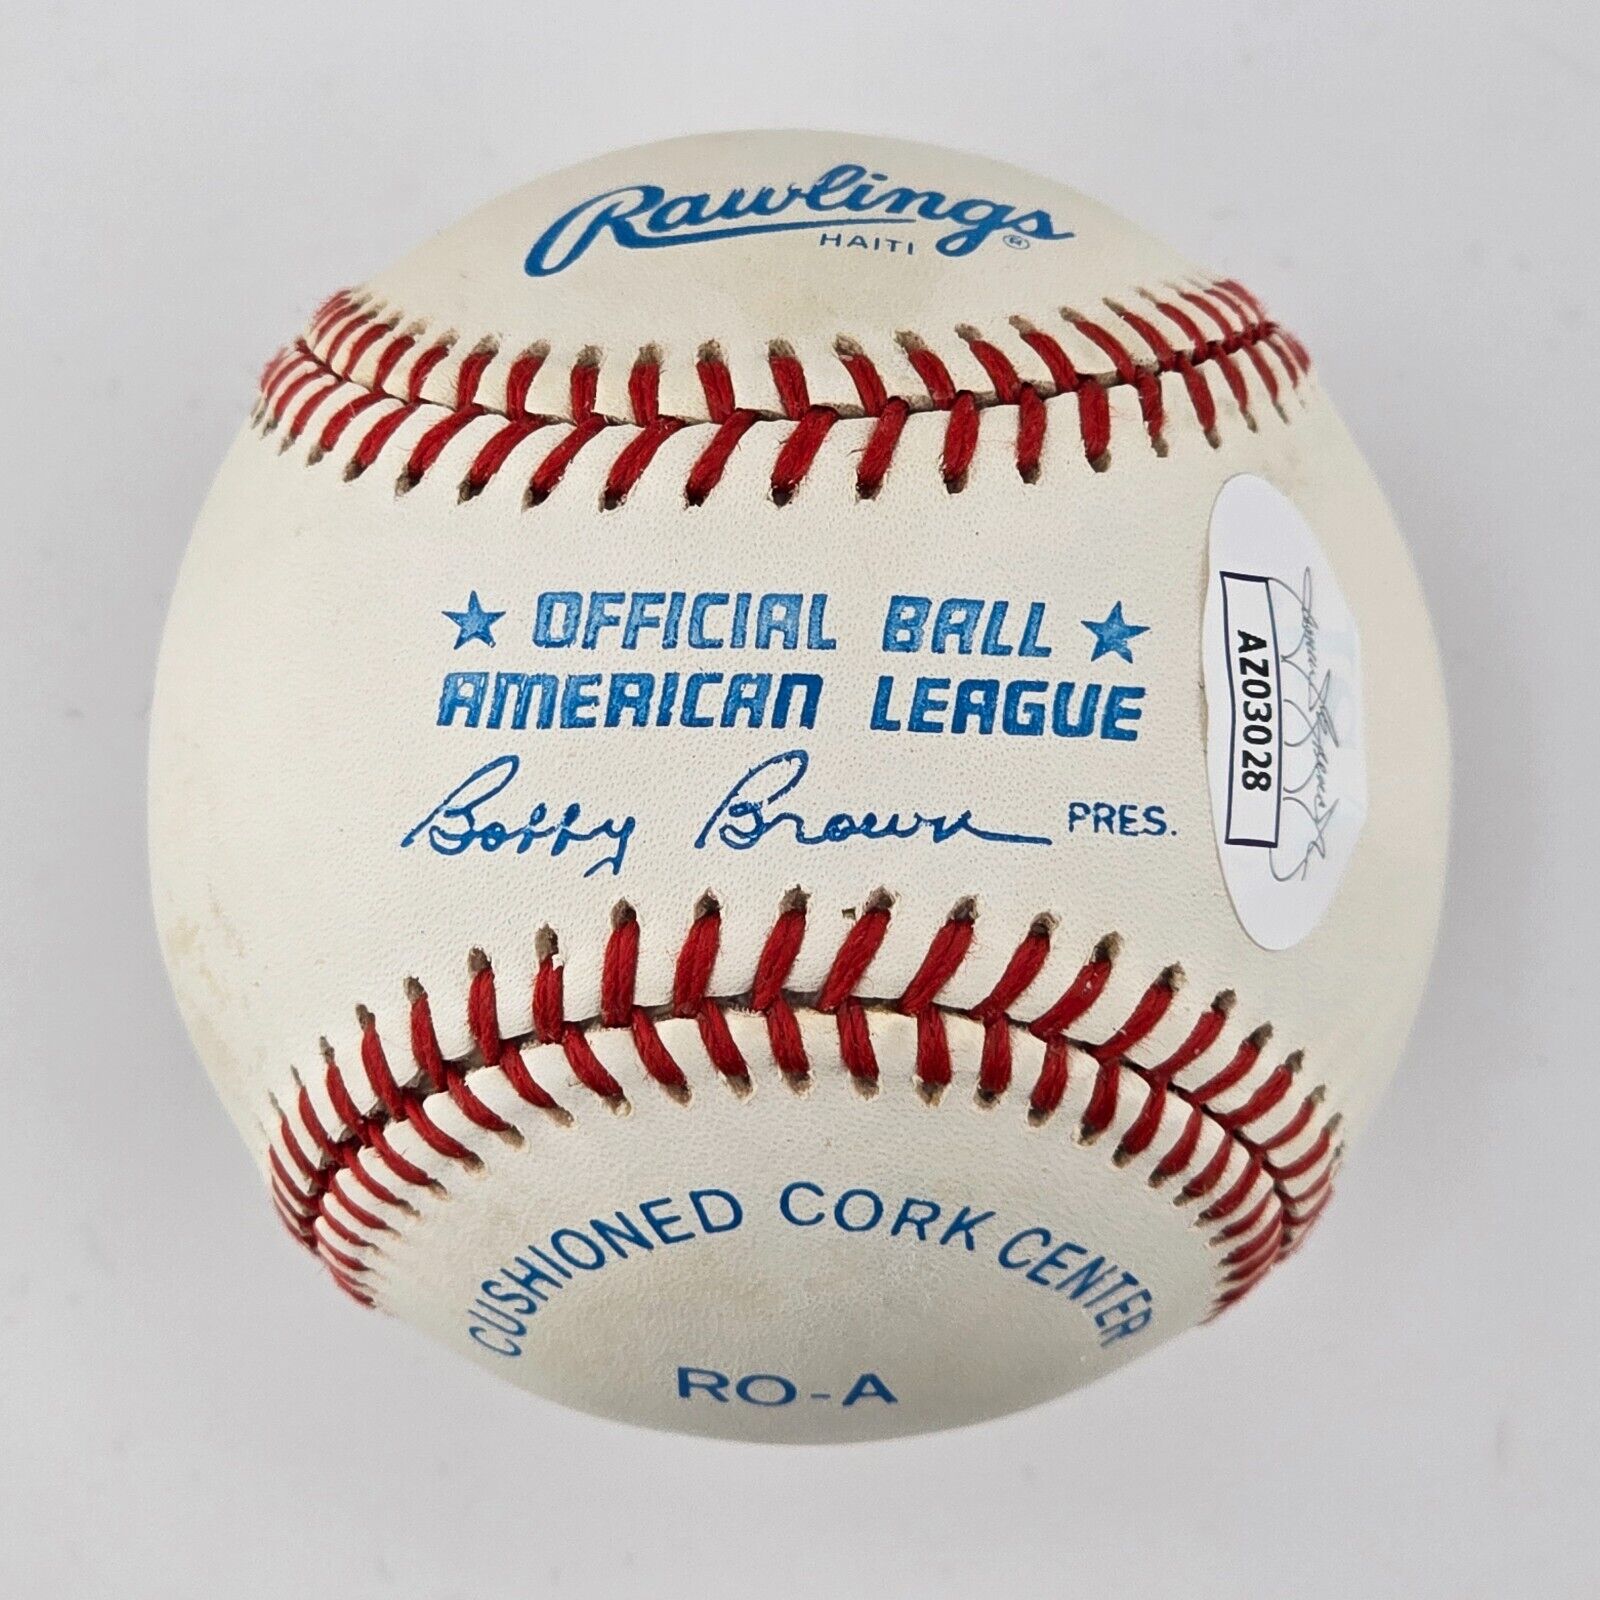 Rawlings
HAITI
★ OFFICIAL BALL ★
AMERICAN LEAGUE
Bobby Brown PRES.
AZ03028
CUSHIONED CORK CENTER
RO-A